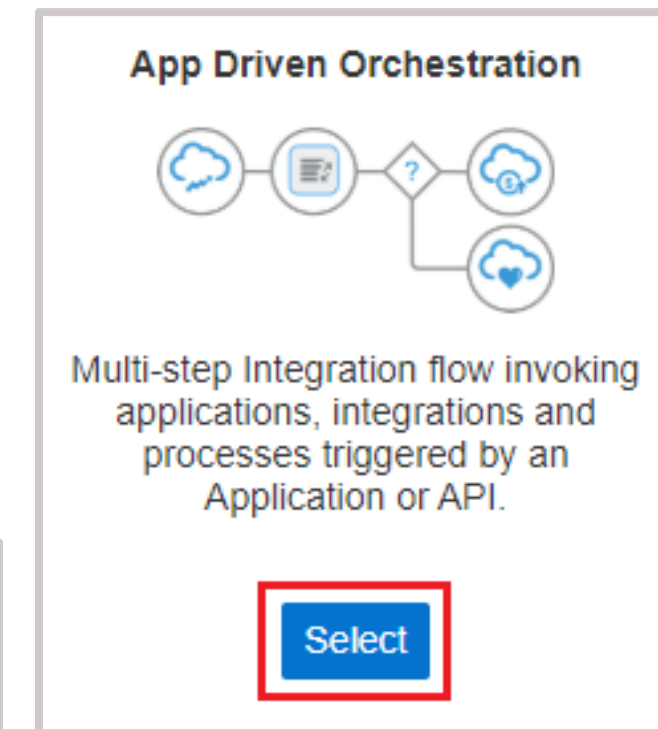 App Driven Orchestration
?
$
Multi-step Integration flow invoking
applications, integrations and
processes triggered by an
Application or API.
Select